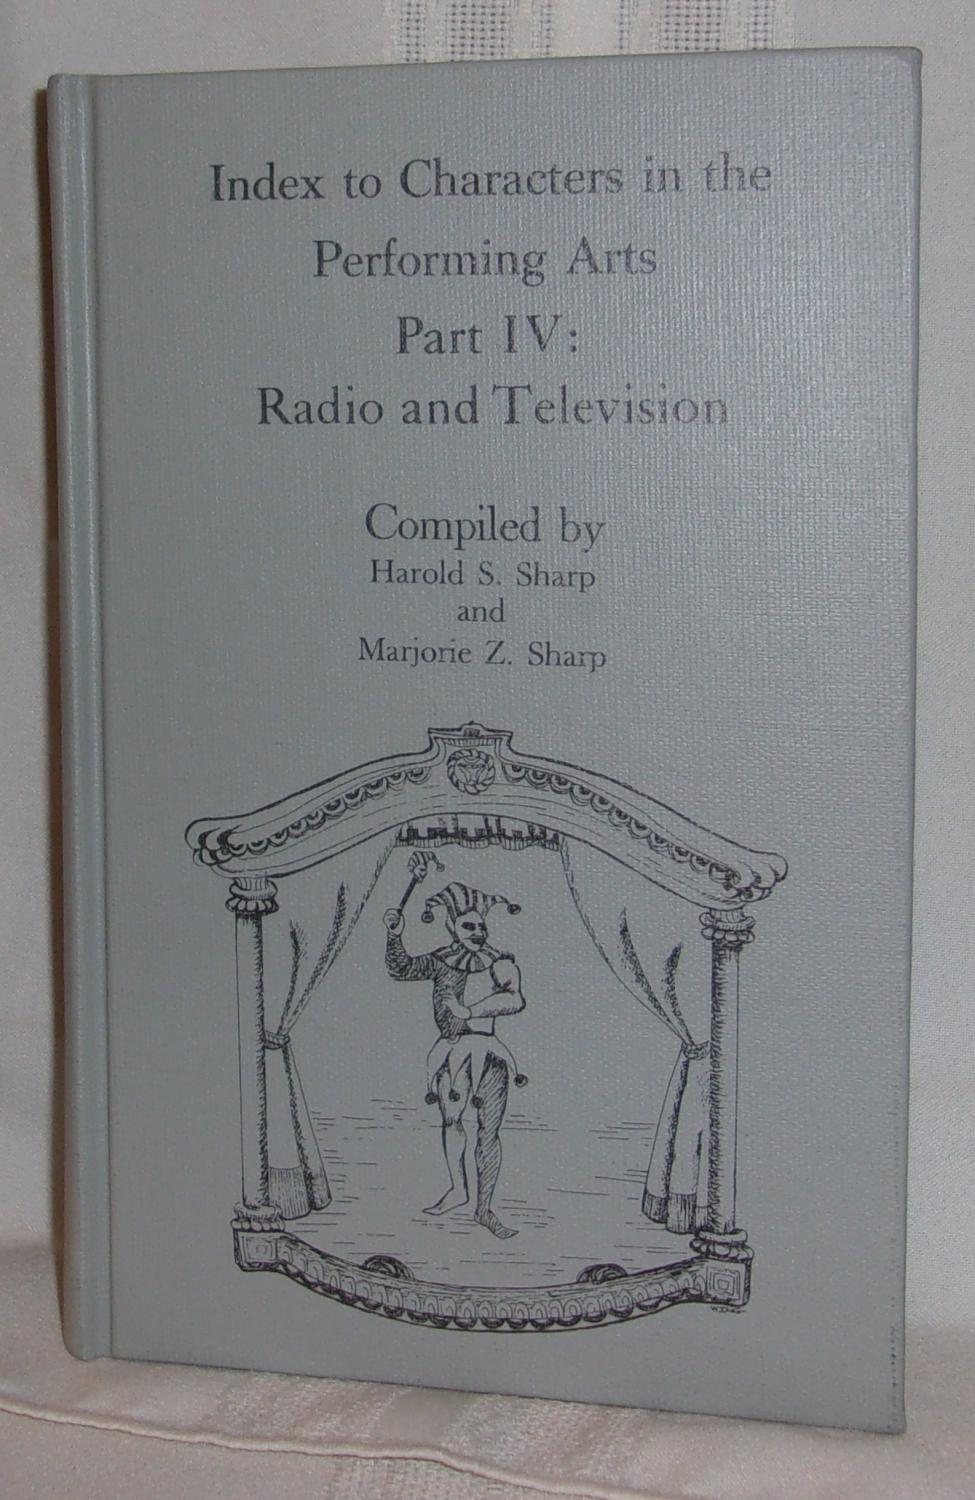 Index to Characters in the
Performing Arts
Part IV:
Radio and Television
Compiled by
Harold S. Sharp
and
Marjorie Z. Sharp